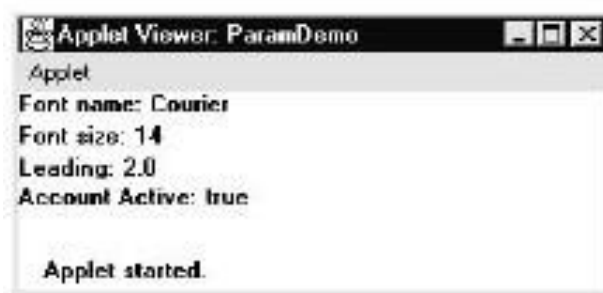 Applet Viewer: ParamDemo
Applet
Font name: Courier
Font size: 14
Leading: 2.0
Account Active: true
Applet started.